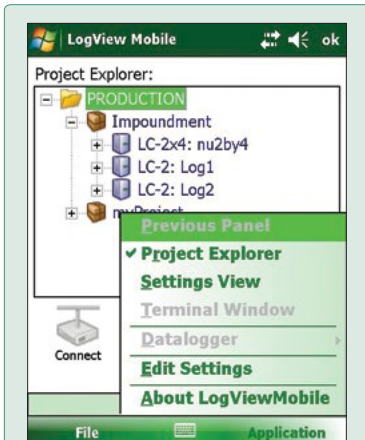 LogView Mobile ok
Project Explorer:
PRODUCTION
Impoundment
LC-2x4: nu2by4
LC-2: Log1
LC-2: Log2
myProject
Previous Panel
Project Explorer
Settings View
Terminal Window
Datalogger
Edit Settings
About LogViewMobile
Connect
File Application